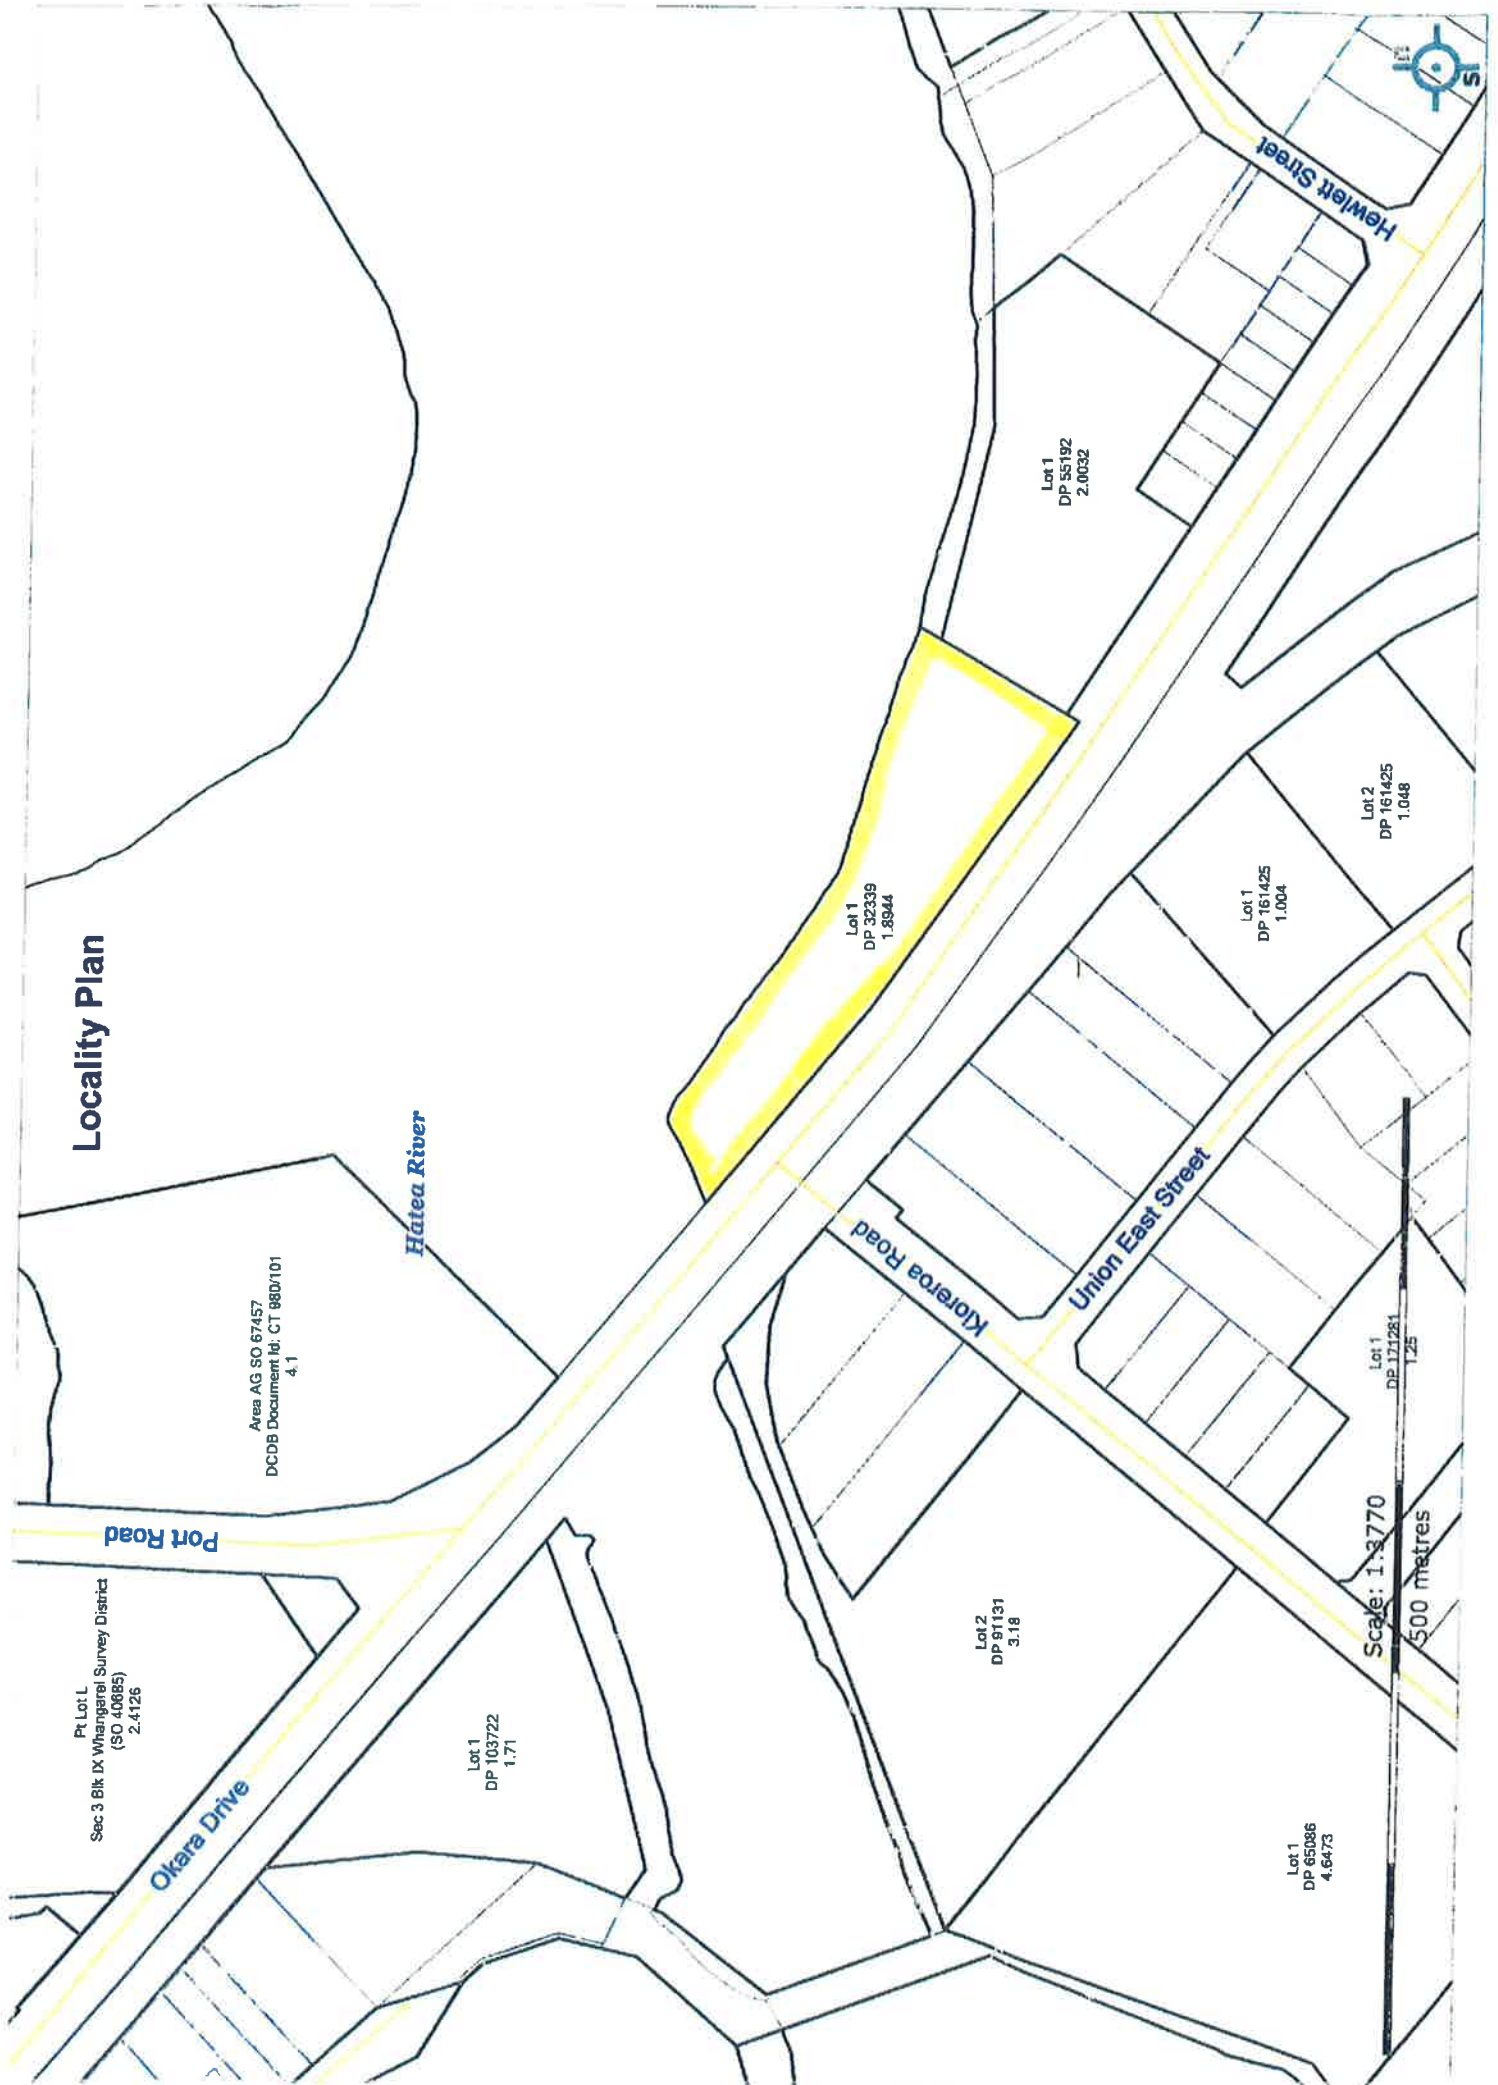 Locality Plan
Hatea River
Area AG SO 67457
DCDB Document Id: CT 980/101
4.1
Port Road
Pt Lot L
Sec 3 Blk IX Whangarei Survey District
(SO 40685)
2.4126
Okara Drive
Lot 1
DP 103722
1.71
Lot 1
DP 32339
1.8944
Lot 1
DP 55192
2.0032
Hewlett Street
Kioreroa Road
Union East Street
Lot 1
DP 161425
1.004
Lot 2
DP 161425
1.048
Lot 2
DP 91131
3.18
Lot 1
DP 171281
1.25
Lot 1
DP 65086
4.6473
Scale: 1:3770
500 metres